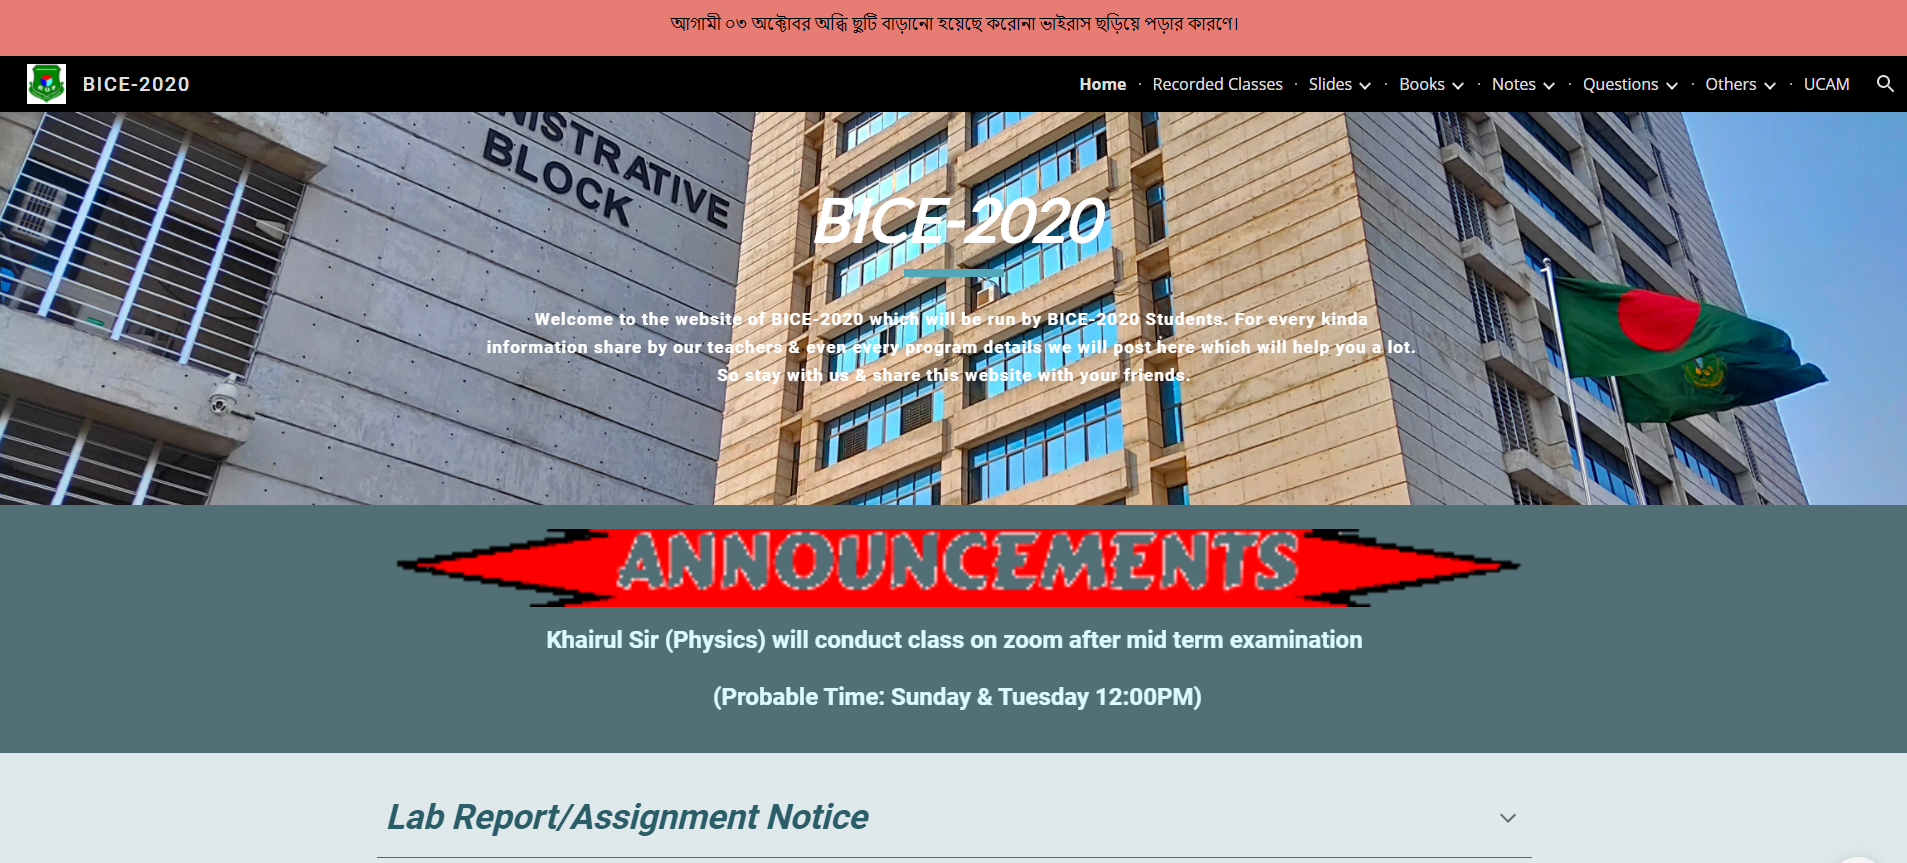 আগামী ০৩ অক্টোবর অব্ধি ছুটি বাড়ানো হয়েছে করোনা ভাইরাস ছড়িয়ে পড়ার কারণে।
BICE-2020
Home · Recorded Classes · Slides · Books · Notes · Questions · Others · UCAM
NISTRATIVE
BLOCK
BICE-2020
Welcome to the website of BICE-2020 which will be run by BICE-2020 Students. For every kinda
information share by our teachers & even every program details we will post here which will help you a lot.
So stay with us & share this website with your friends.
ANNOUNCEMENTS
Khairul Sir (Physics) will conduct class on zoom after mid term examination
(Probable Time: Sunday & Tuesday 12:00PM)
Lab Report/Assignment Notice